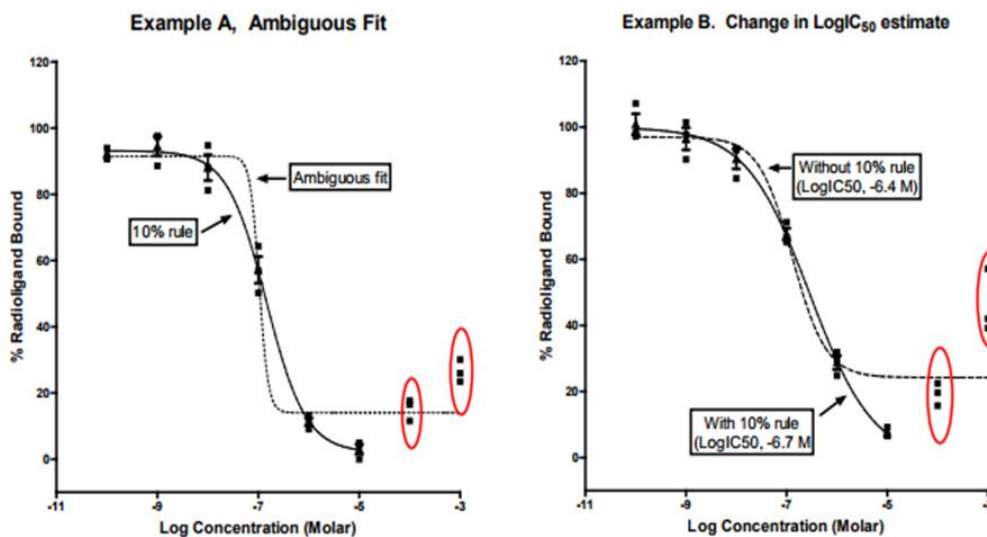 Example A, Ambiguous Fit
120
100
80
60
40
20
0
% Radioligand Bound
Ambiguous fit
10% rule
-11
-9
-7
-5
-3
Log Concentration (Molar)
Example B. Change in LogIC50 estimate
120
100
80
60
40
20
0
% Radioligand Bound
Without 10% rule
(LogIC50, -6.4 M)
With 10% rule
(LogIC50, -6.7 M
-11
-9
-7
-5
Log Concentration (Molar)